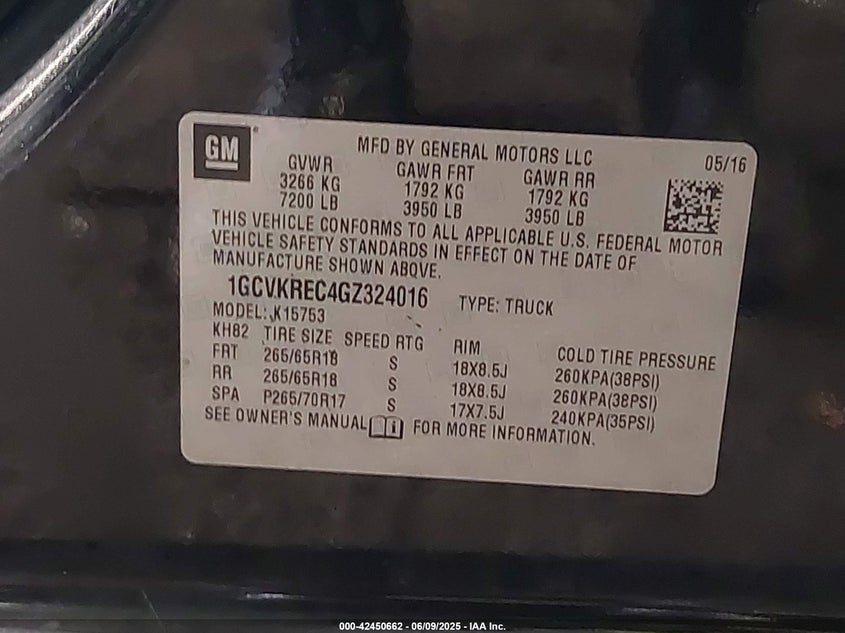 GM
MFD BY GENERAL MOTORS LLC 05/16
GVWR GAWR FRT GAWR RR
3266 KG 1792 KG 1792 KG
7200 LB 3950 LB 3950 LB
THIS VEHICLE CONFORMS TO ALL APPLICABLE U.S. FEDERAL MOTOR
VEHICLE SAFETY STANDARDS IN EFFECT ON THE DATE OF
MANUFACTURE SHOWN ABOVE.
1GCVKREC4GZ324016 TYPE: TRUCK
MODEL: K15753
KH82 TIRE SIZE SPEED RTG RIM COLD TIRE PRESSURE
FRT 265/65R18 S 18X8.5J 260KPA(38PSI)
RR 265/65R18 S 18X8.5J 260KPA(38PSI)
SPA P265/70R17 S 17X7.5J 240KPA(35PSI)
SEE OWNER'S MANUAL i FOR MORE INFORMATION.
000-42450662 - 06/09/2025 - IAA Inc.